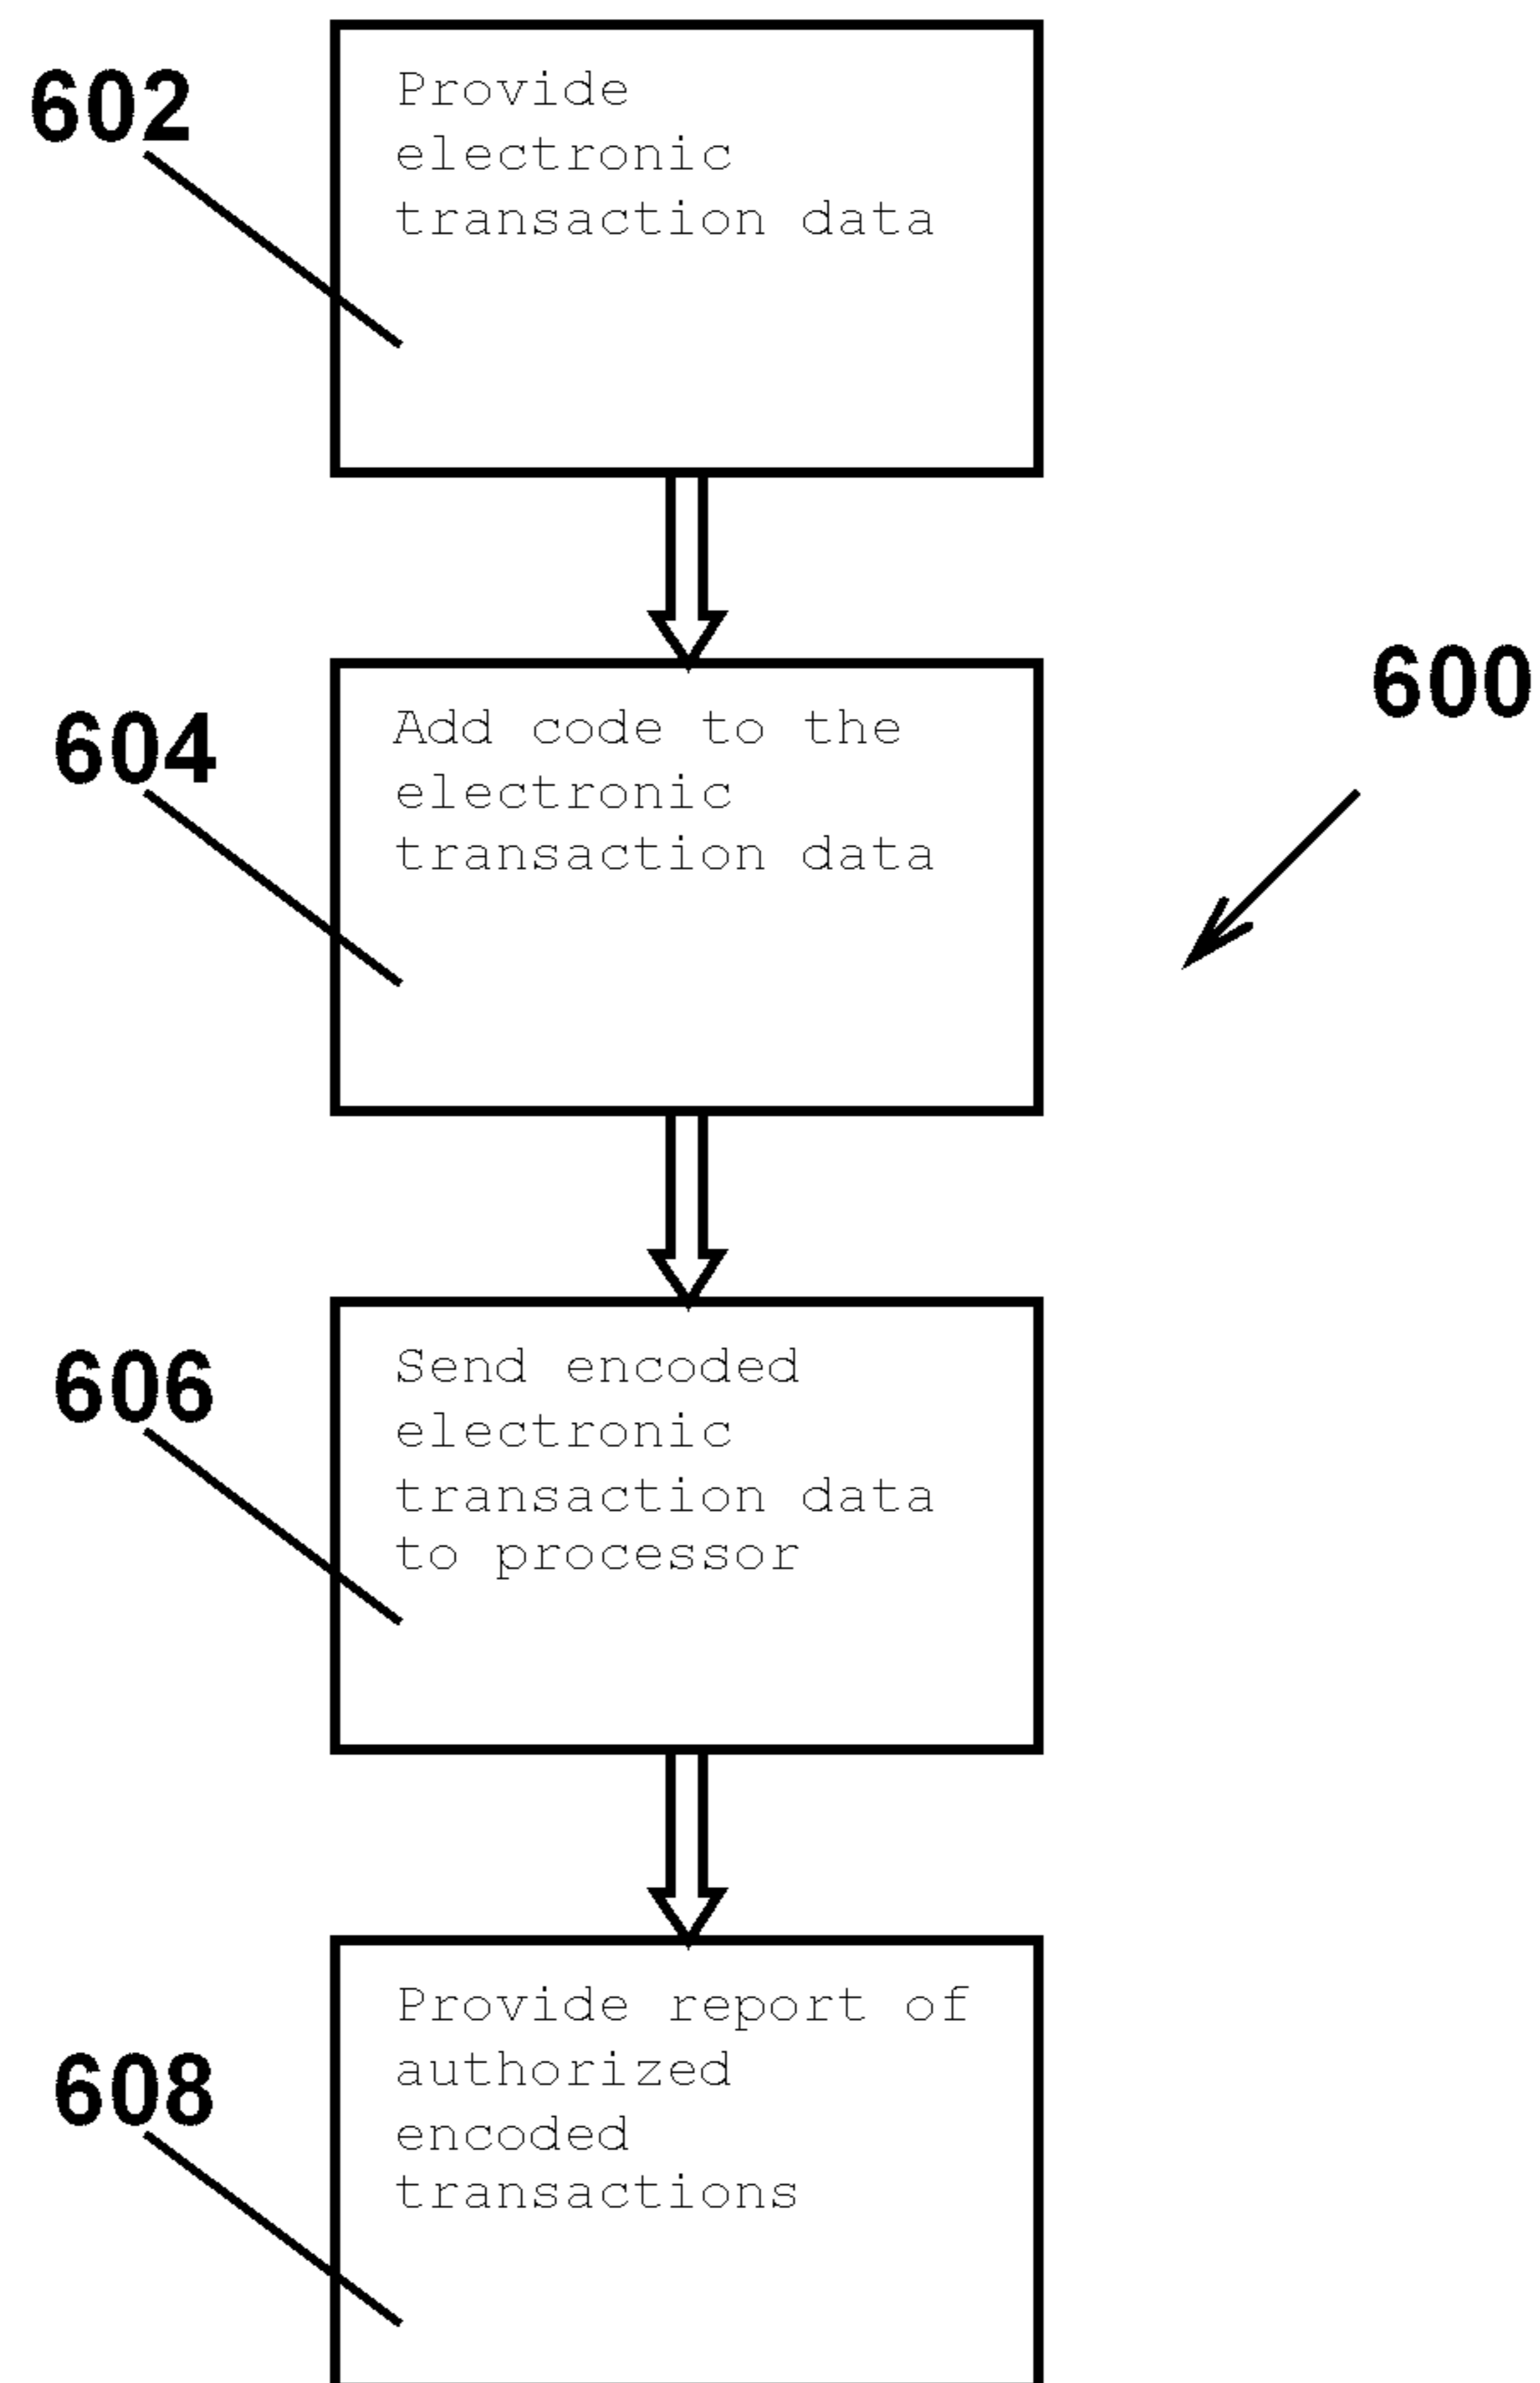 602
Provide
electronic
transaction data
600
604
Add code to the
electronic
transaction data
606
Send encoded
electronic
transaction data
to processor
608
Provide report of
authorized
encoded
transactions